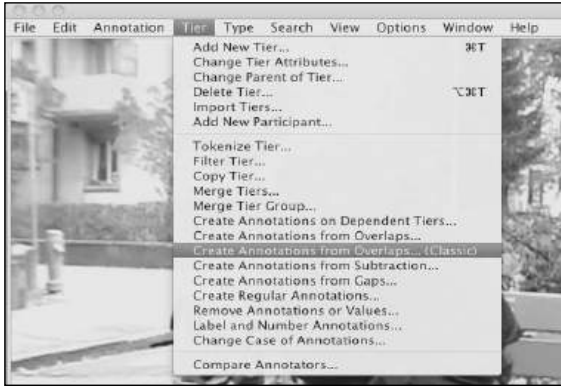 File Edit Annotation Tier Type Search View Options Window Help
Add New Tier... ⌘T
Change Tier Attributes...
Change Parent of Tier...
Delete Tier... ⌥⌘T
Import Tiers...
Add New Participant...
Tokenize Tier...
Filter Tier...
Copy Tier...
Merge Tiers...
Merge Tier Group...
Create Annotations on Dependent Tiers...
Create Annotations from Overlaps...
Create Annotations from Overlaps... (Classic)
Create Annotations from Subtraction...
Create Annotations from Gaps...
Create Regular Annotations...
Remove Annotations or Values...
Label and Number Annotations...
Change Case of Annotations...
Compare Annotators...